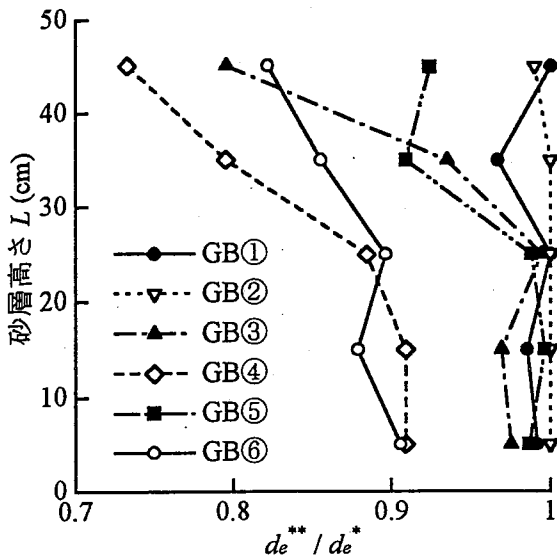 50
40
30
20
10
0
砂層高さ L (cm)
GB①
GB②
GB③
GB④
GB⑤
GB⑥
0.7
0.8
0.9
1
de** / de*